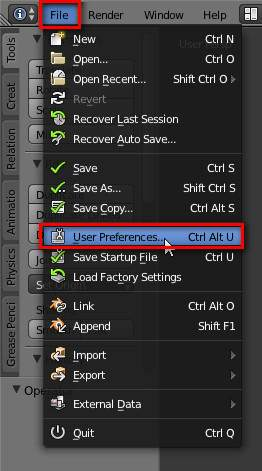 File Render Window Help
Tools
Create
Relation
Animatio
Physics
Grease Penci
New Ctrl N
Open... Ctrl O
Open Recent... Shift Ctrl O
Revert
Recover Last Session
Recover Auto Save...
Save Ctrl S
Save As... Shift Ctrl S
Save Copy... Ctrl Alt S
User Preferences... Ctrl Alt U
Save Startup File Ctrl U
Load Factory Settings
Link Ctrl Alt O
Append Shift F1
Import
Export
External Data
Quit Ctrl Q